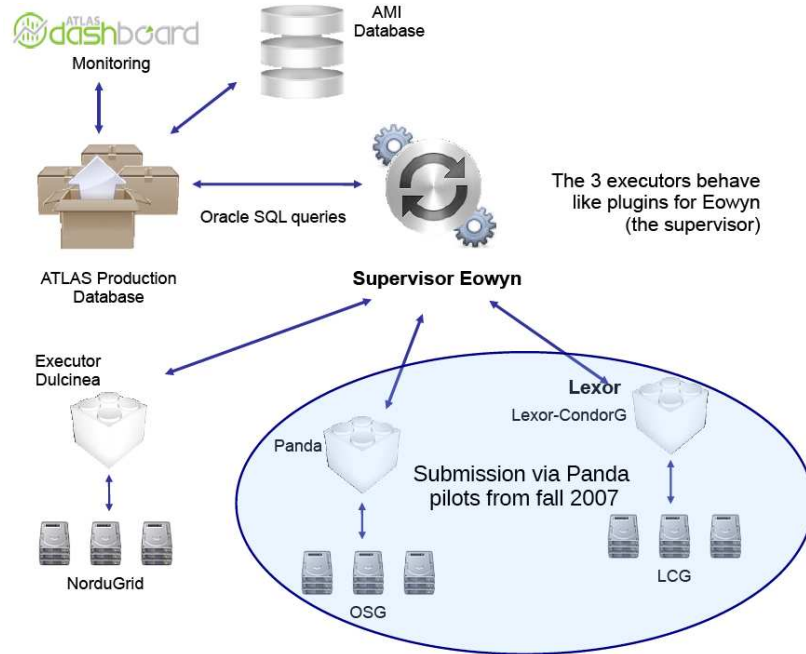 ATLAS
dashboard
Monitoring
AMI
Database
Oracle SQL queries
The 3 executors behave
like plugins for Eowyn
(the supervisor)
ATLAS Production
Database
Supervisor Eowyn
Executor
Dulcinea
Lexor
Lexor-CondorG
Panda
Submission via Panda
pilots from fall 2007
NorduGrid
OSG
LCG